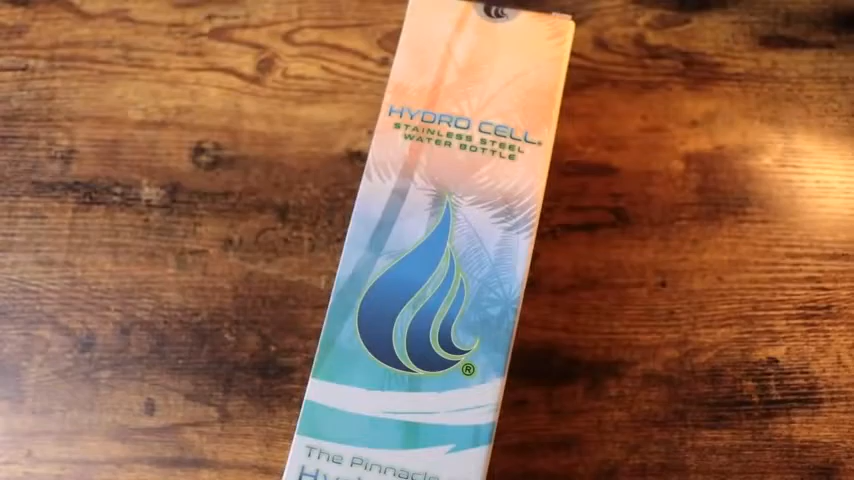 HYDRO CELL®
STAINLESS STEEL
WATER BOTTLE
®
The Pinnacle